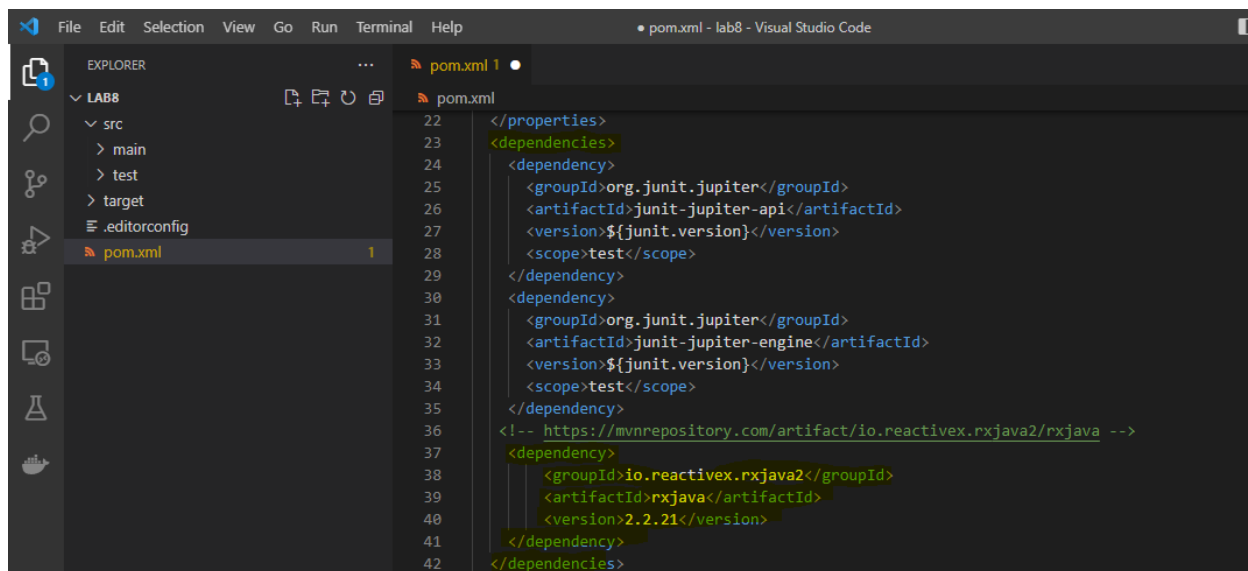 File Edit Selection View Go Run Terminal Help ● pom.xml - lab8 - Visual Studio Code
1
EXPLORER ...
LAB8
src
main
test
target
.editorconfig
pom.xml 1
pom.xml 1 ●
pom.xml
22 </properties>
23 <dependencies>
24 <dependency>
25 <groupId>org.junit.jupiter</groupId>
26 <artifactId>junit-jupiter-api</artifactId>
27 <version>${junit.version}</version>
28 <scope>test</scope>
29 </dependency>
30 <dependency>
31 <groupId>org.junit.jupiter</groupId>
32 <artifactId>junit-jupiter-engine</artifactId>
33 <version>${junit.version}</version>
34 <scope>test</scope>
35 </dependency>
36 <!-- https://mvnrepository.com/artifact/io.reactivex.rxjava2/rxjava -->
37 <dependency>
38 <groupId>io.reactivex.rxjava2</groupId>
39 <artifactId>rxjava</artifactId>
40 <version>2.2.21</version>
41 </dependency>
42 </dependencies>